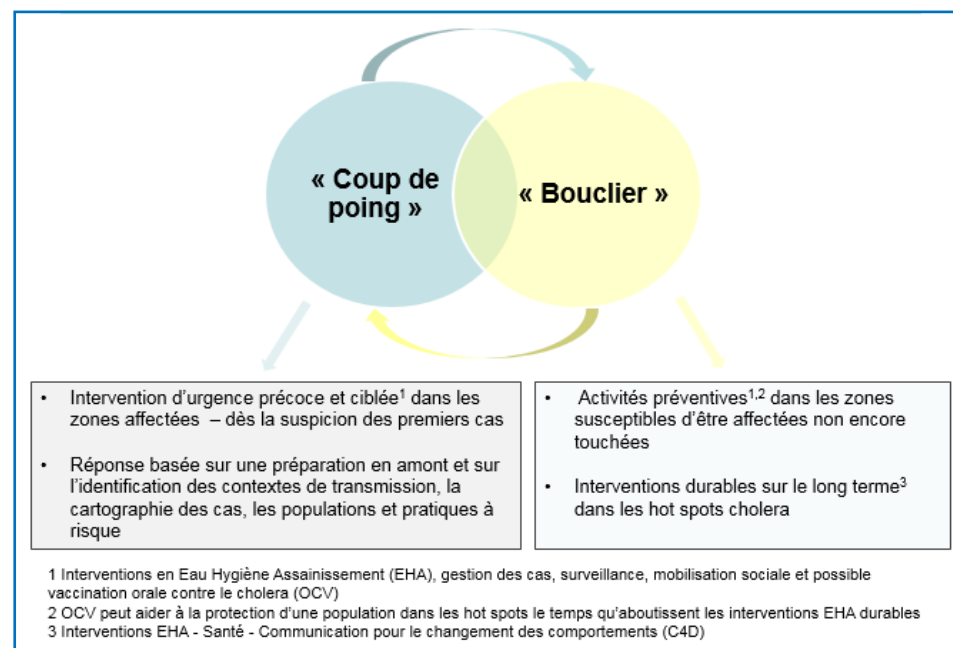 « Coup de
poing »
« Bouclier »
• Intervention d’urgence précoce et ciblée1 dans les
zones affectées – dès la suspicion des premiers cas
• Réponse basée sur une préparation en amont et sur
l’identification des contextes de transmission, la
cartographie des cas, les populations et pratiques à
risque
• Activités préventives1,2 dans les zones
susceptibles d’être affectées non encore
touchées
• Interventions durables sur le long terme3
dans les hot spots cholera
1 Interventions en Eau Hygiène Assainissement (EHA), gestion des cas, surveillance, mobilisation sociale et possible
vaccination orale contre le cholera (OCV)
2 OCV peut aider à la protection d’une population dans les hot spots le temps qu’aboutissent les interventions EHA durables
3 Interventions EHA - Santé - Communication pour le changement des comportements (C4D)